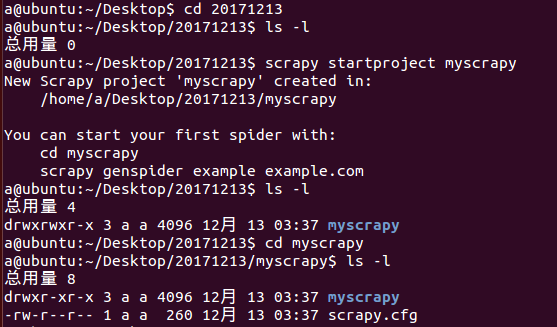 a@ubuntu:~/Desktop$ cd 20171213
a@ubuntu:~/Desktop/20171213$ ls -l
总用量 0
a@ubuntu:~/Desktop/20171213$ scrapy startproject myscrapy
New Scrapy project 'myscrapy' created in:
    /home/a/Desktop/20171213/myscrapy

You can start your first spider with:
    cd myscrapy
    scrapy genspider example example.com
a@ubuntu:~/Desktop/20171213$ ls -l
总用量 4
drwxrwxr-x 3 a a 4096 12月 13 03:37 myscrapy
a@ubuntu:~/Desktop/20171213$ cd myscrapy
a@ubuntu:~/Desktop/20171213/myscrapy$ ls -l
总用量 8
drwxr-xr-x 3 a a 4096 12月 13 03:37 myscrapy
-rw-r--r-- 1 a a  260 12月 13 03:37 scrapy.cfg